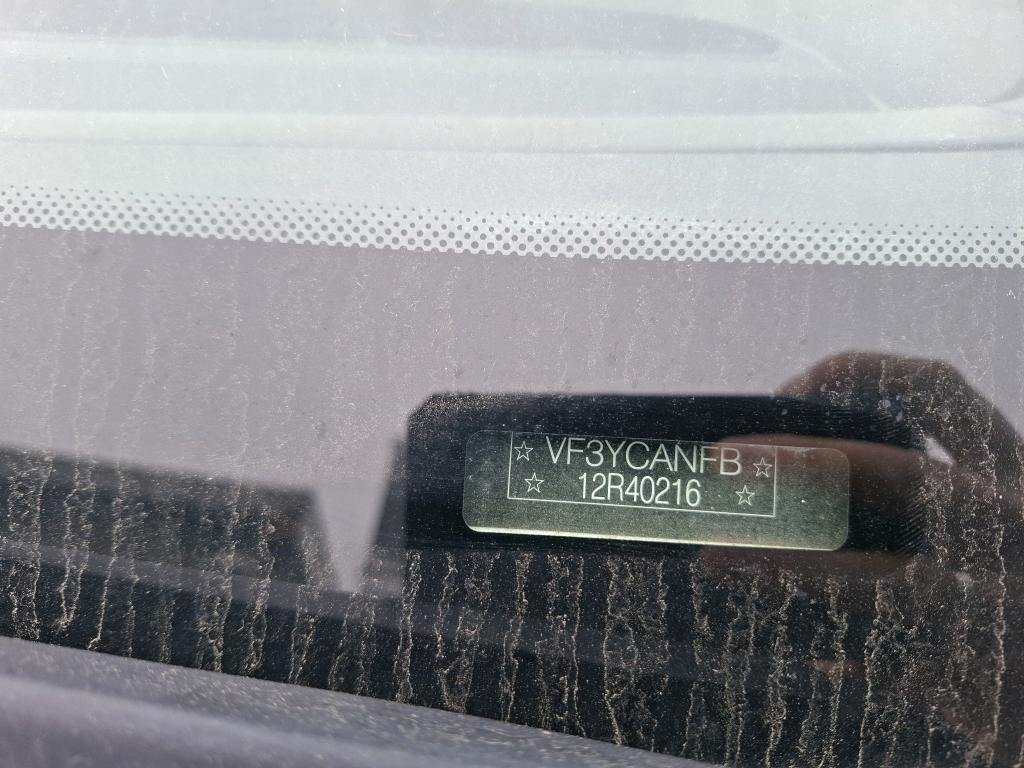 ☆ VF3YCANFB ☆
☆ 12R40216 ☆